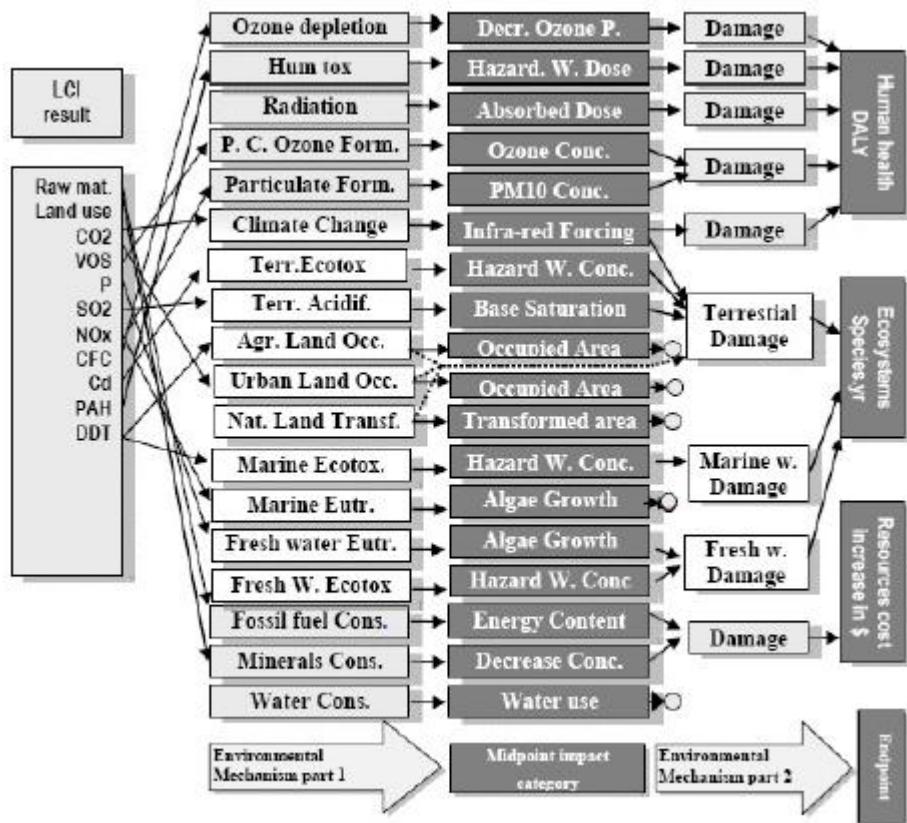 LCI
result
Raw mat.
Land use
CO2
VOS
P
SO2
NOx
CFC
Cd
PAH
DDT
Ozone depletion
Decr. Ozone P.
Damage
Hum tox
Hazard. W. Dose
Damage
Radiation
Absorbed Dose
Damage
P. C. Ozone Form.
Ozone Conc.
Damage
Particulate Form.
PM10 Conc.
Climate Change
Infra-red Forcing
Damage
Terr.Ecotox
Hazard W. Conc.
Terr. Acidif.
Base Saturation
Terrestial
Damage
Agr. Land Occ.
Occupied Area
Urban Land Occ.
Occupied Area
Nat. Land Transf.
Transformed area
Marine Ecotox.
Hazard W. Conc.
Marine w.
Damage
Marine Eutr.
Algae Growth
Fresh water Eutr.
Algae Growth
Fresh w.
Damage
Fresh W. Ecotox
Hazard W. Conc
Fossil fuel Cons.
Energy Content
Damage
Minerals Cons.
Decrease Conc.
Water Cons.
Water use
Human health
DALY
Ecosystems
Species.yr
Resources cost
increase in $
Environmental
Mechanism part 1
Midpoint impact
category
Environmental
Mechanism part 2
Endpoint